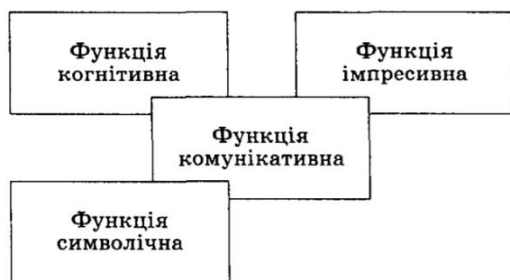 Функція
когнітивна
Функція
імпресивна
Функція
комунікативна
Функція
символічна